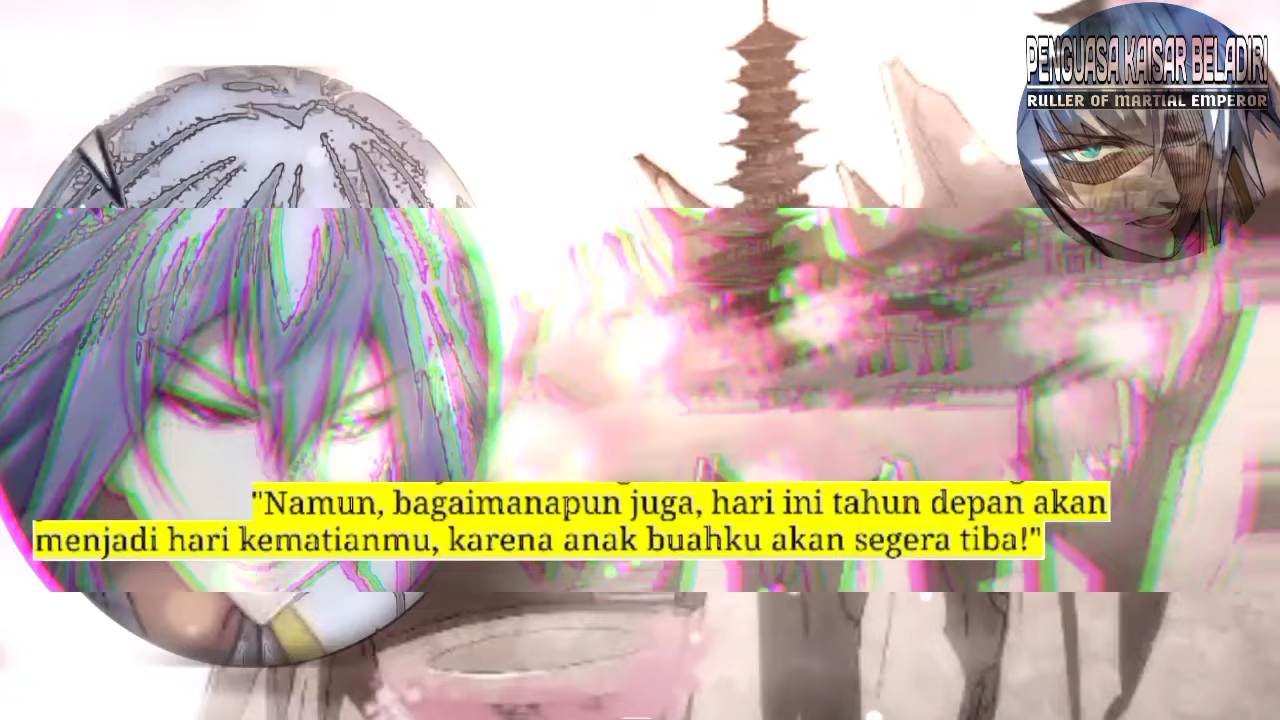 PENGUASA KAISAR BELADIRI
RULLER OF MARTIAL EMPEROR
"Namun, bagaimanapun juga, hari ini tahun depan akan
menjadi hari kematianmu, karena anak buahku akan segera tiba!"